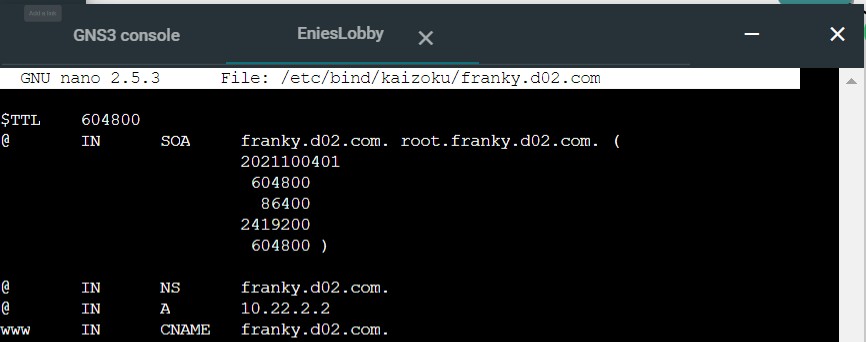 Add a link
GNS3 console EniesLobby
GNU nano 2.5.3 File: /etc/bind/kaizoku/franky.d02.com
$TTL 604800
@ IN SOA franky.d02.com. root.franky.d02.com. (
2021100401
604800
86400
2419200
604800 )
@ IN NS franky.d02.com.
@ IN A 10.22.2.2
www IN CNAME franky.d02.com.